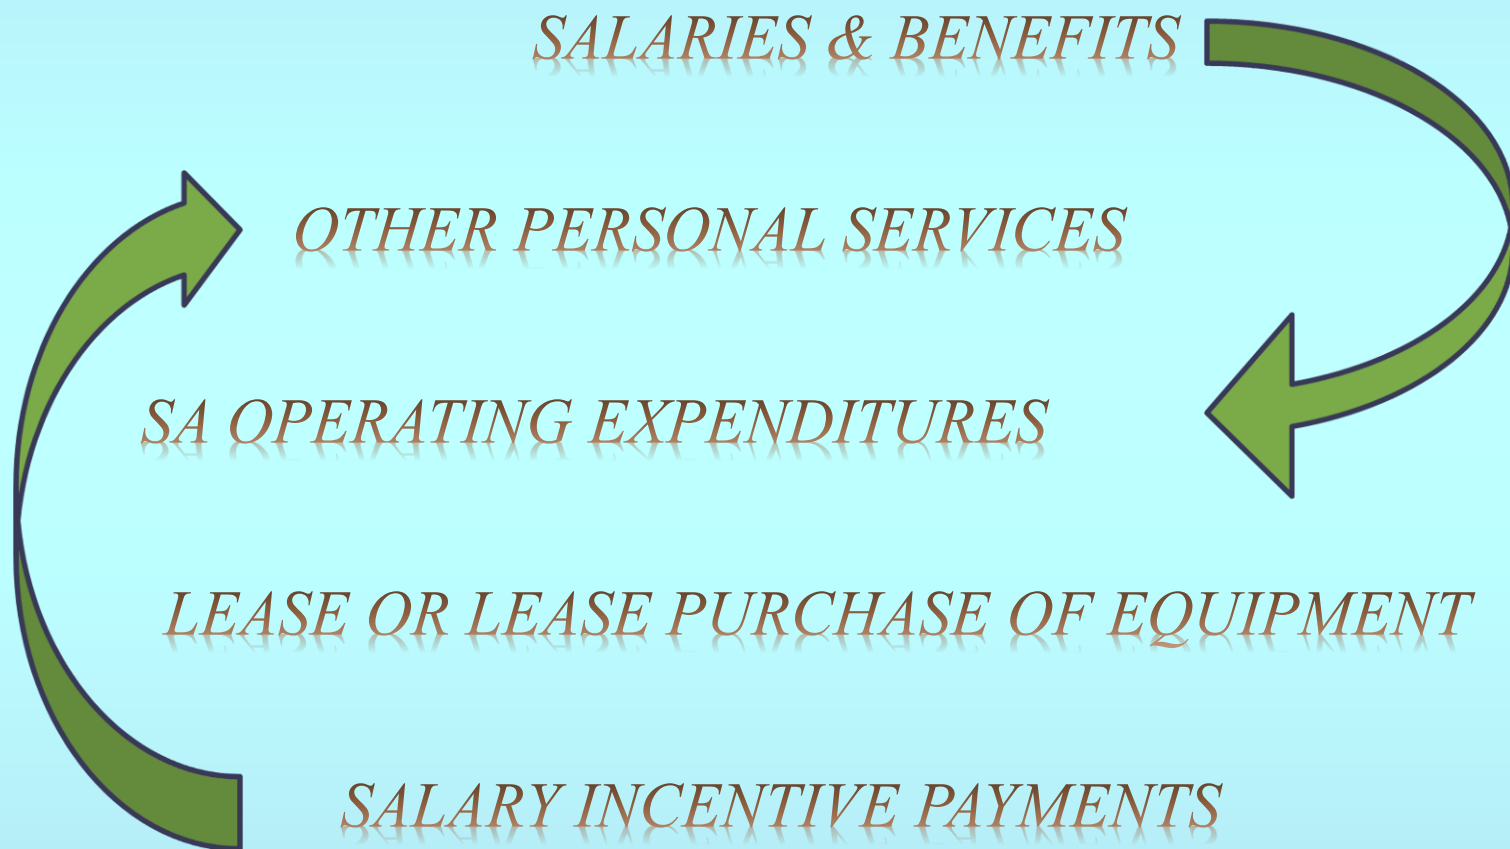 SALARIES & BENEFITS
OTHER PERSONAL SERVICES
SA OPERATING EXPENDITURES
LEASE OR LEASE PURCHASE OF EQUIPMENT
SALARY INCENTIVE PAYMENTS